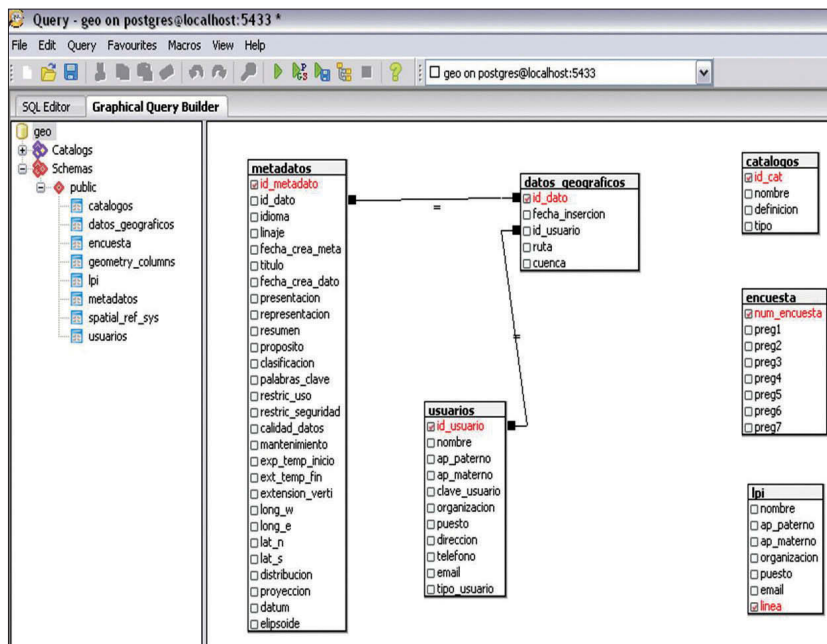 Query - geo on postgres@localhost:5433 *
File Edit Query Favourites Macros View Help
geo on postgres@localhost:5433
SQL Editor Graphical Query Builder
geo
Catalogs
Schemas
public
catalogos
datos_geograficos
encuesta
geometry_columns
lpi
metadatos
spatial_ref_sys
usuarios
metadatos
id_metadato
id_dato
idioma
linaje
fecha_crea_meta
titulo
fecha_crea_dato
presentacion
representacion
resumen
proposito
clasificacion
palabras_clave
restric_uso
restric_seguridad
calidad_datos
mantenimiento
exp_temp_inicio
ext_temp_fin
extension_verti
long_w
long_e
lat_n
lat_s
distribucion
proyeccion
datum
elipsoide
=
datos_geograficos
id_dato
fecha_insercion
id_usuario
ruta
cuenca
=
usuarios
id_usuario
nombre
ap_paterno
ap_materno
clave_usuario
organizacion
puesto
direccion
telefono
email
tipo_usuario
catalogos
id_cat
nombre
definicion
tipo
encuesta
num_encuesta
preg1
preg2
preg3
preg4
preg5
preg6
preg7
lpi
nombre
ap_paterno
ap_materno
organizacion
puesto
email
linea